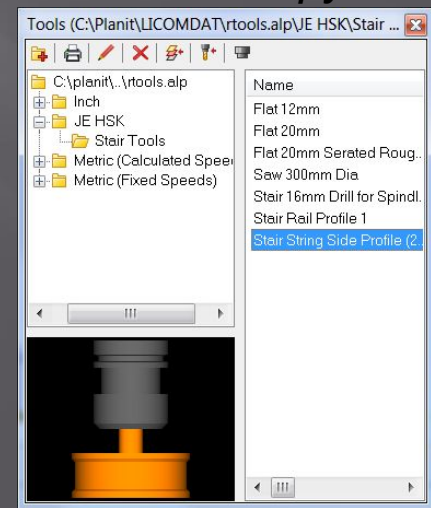 Tools (C:\Planit\LICOMDAT\rtools.alp\JE HSK\Stair ...
C:\planit\..\rtools.alp
Inch
JE HSK
Stair Tools
Metric (Calculated Spee
Metric (Fixed Speeds)
Name
Flat 12mm
Flat 20mm
Flat 20mm Serated Roug..
Saw 300mm Dia
Stair 16mm Drill for Spindl.
Stair Rail Profile 1
Stair String Side Profile (2..